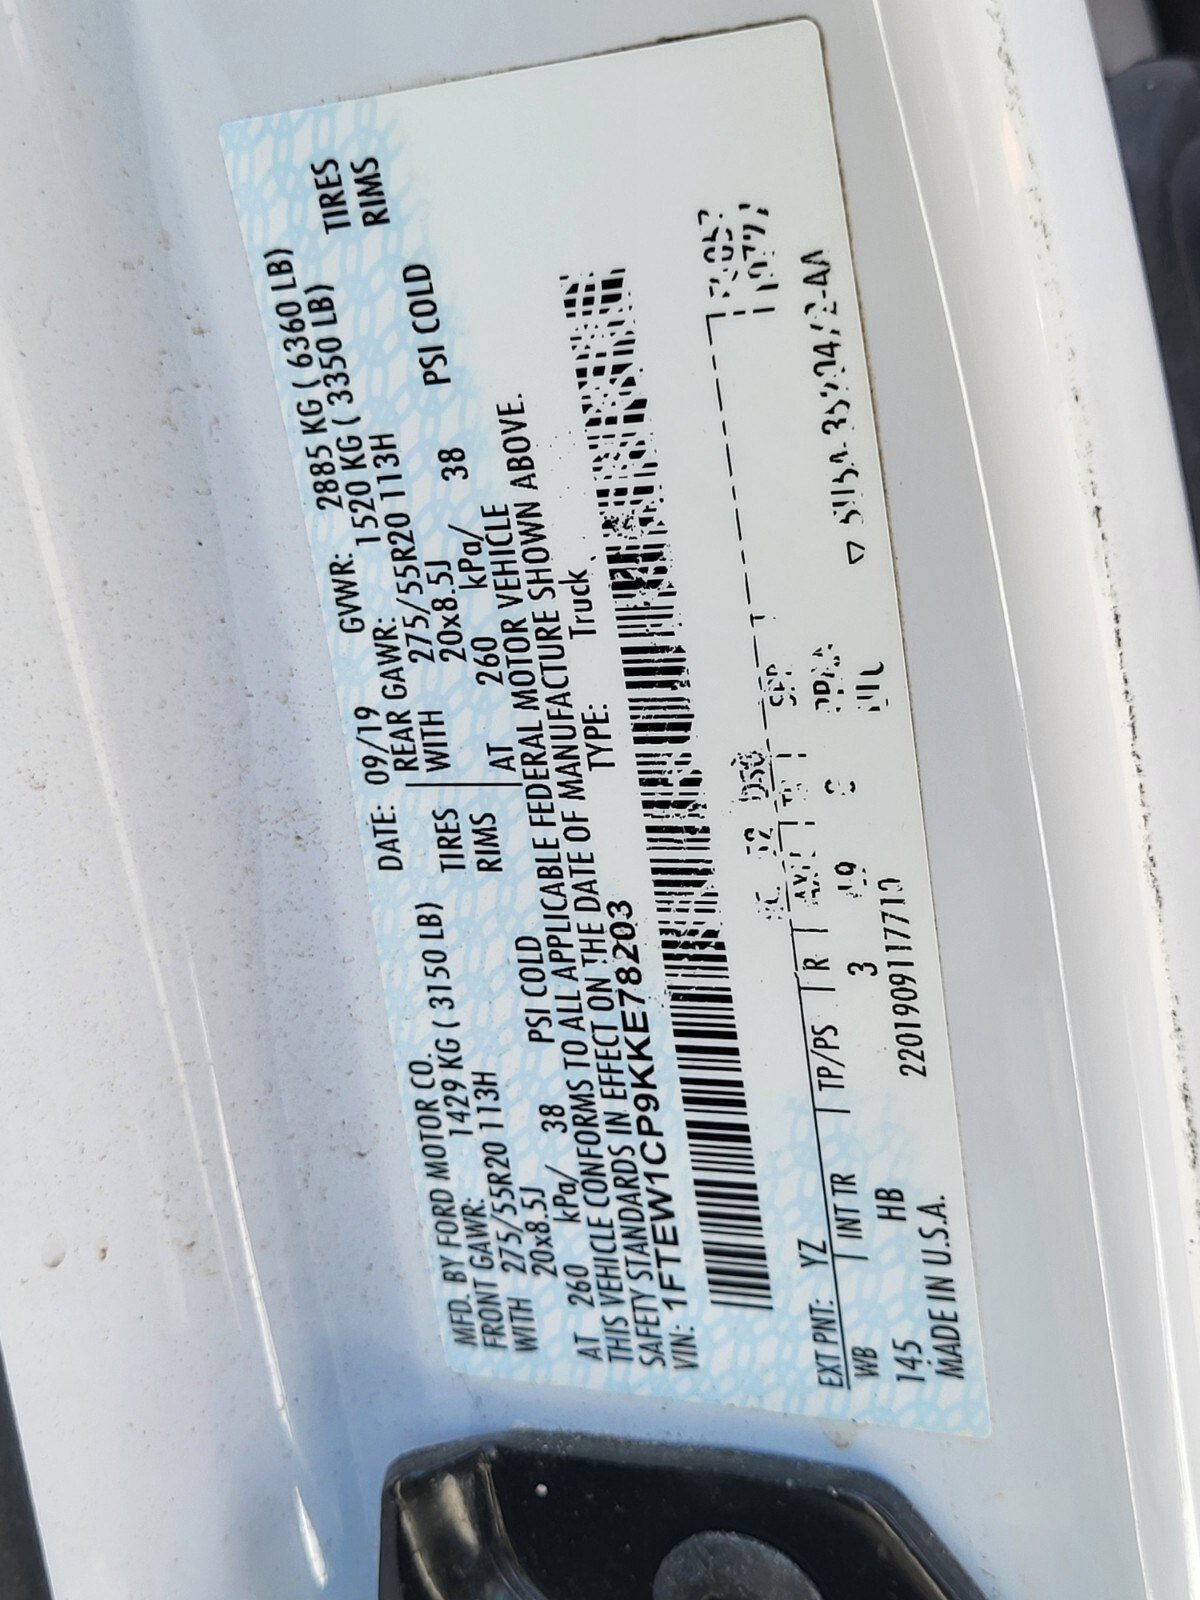 MFD. BY FORD MOTOR CO.
DATE: 09/19 GVWR: 2885 KG ( 6360 LB)
FRONT GAWR: 1429 KG ( 3150 LB) REAR GAWR: 1520 KG ( 3350 LB)
WITH 275/55R20 113H TIRES WITH 275/55R20 113H TIRES
20x8.5J RIMS 20x8.5J RIMS
AT 260 kPa/ 38 PSI COLD AT 260 kPa/ 38 PSI COLD
THIS VEHICLE CONFORMS TO ALL APPLICABLE FEDERAL MOTOR VEHICLE
SAFETY STANDARDS IN EFFECT ON THE DATE OF MANUFACTURE SHOWN ABOVE.
VIN: 1FTEW1CP9KKE78203 TYPE: Truck
EXT PNT: YZ
WB INT TR TP/PS R
145 HB 3
MADE IN U.S.A.